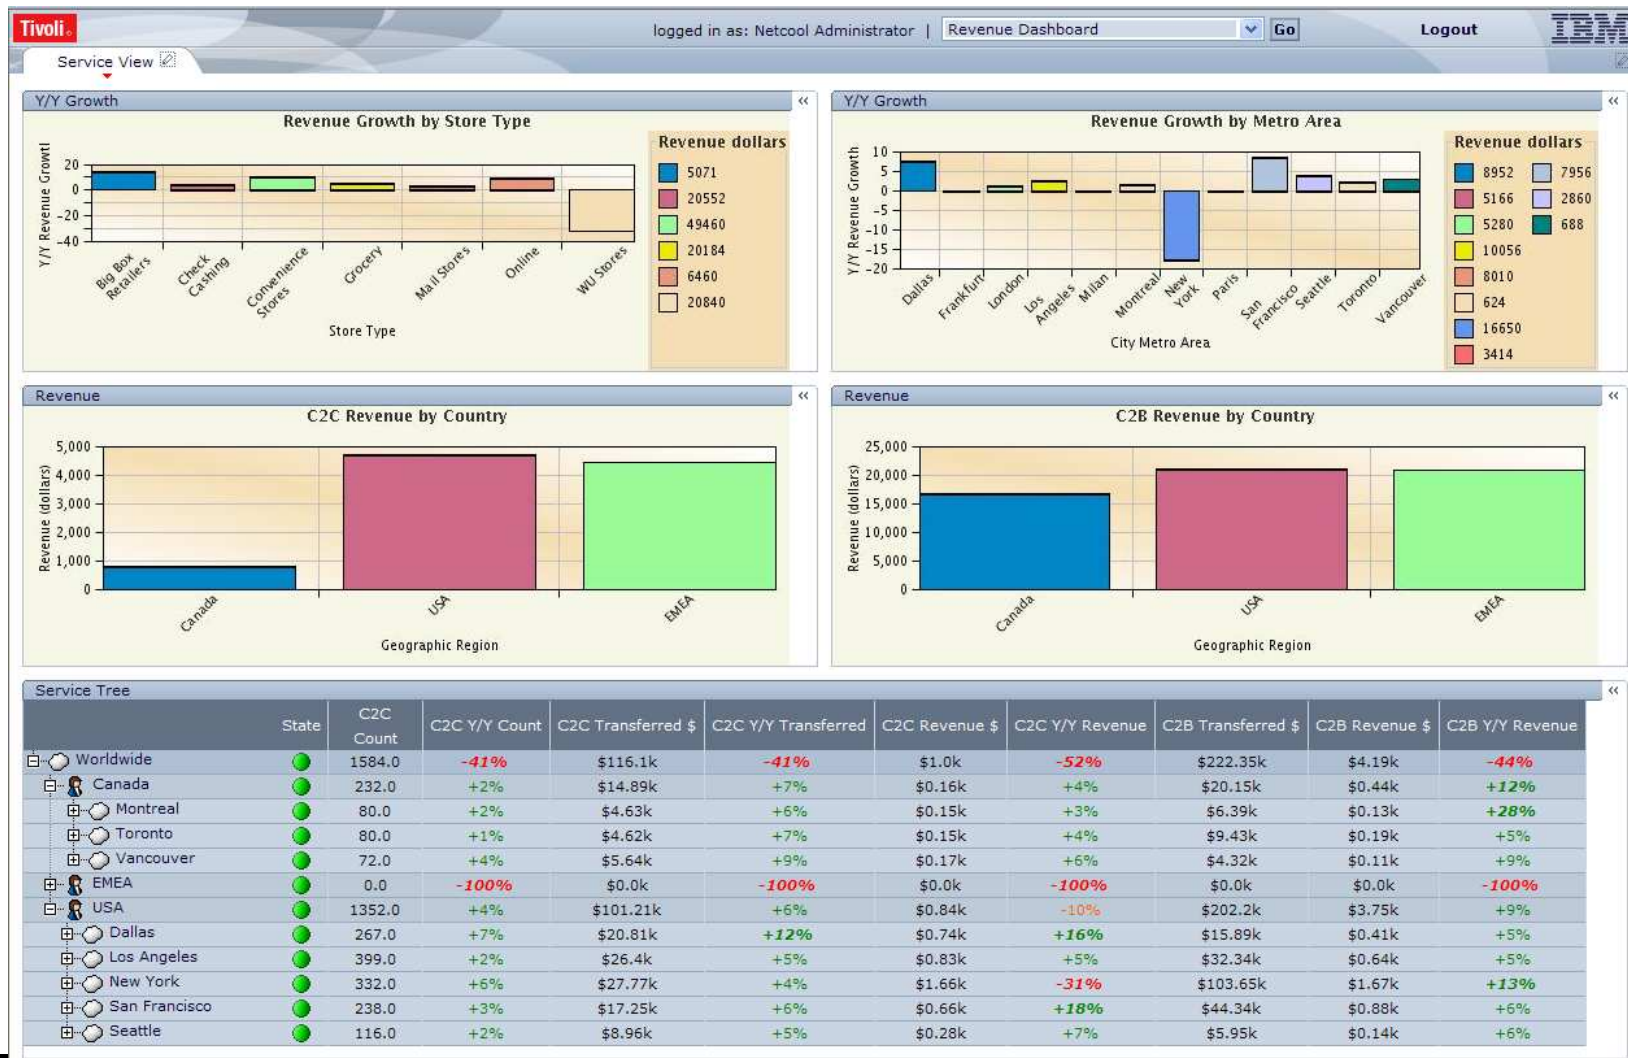 Tivoli.
logged in as: Netcool Administrator | Revenue Dashboard Go Logout IBM
Service View
Y/Y Growth
Revenue Growth by Store Type
Y/Y Revenue Growtl
20
0
-20
-40
Big Box Retailers
Check Cashing
Convenience Stores
Grocery
Mail Stores
Online
WU Stores
Store Type
Revenue dollars
5071
20552
49460
20184
6460
20840
Y/Y Growth
Revenue Growth by Metro Area
Y/Y Revenue Growth
10
5
0
-5
-10
-15
-20
Dallas
Frankfurt
London
Los Angeles
Milan
Montreal
New York
Paris
San Francisco
Seattle
Toronto
Vancouver
City Metro Area
Revenue dollars
8952 7956
5166 2860
5280 688
10056
8010
624
16650
3414
Revenue
C2C Revenue by Country
Revenue (dollars)
5,000
4,000
3,000
2,000
1,000
0
Canada
USA
EMEA
Geographic Region
Revenue
C2B Revenue by Country
Revenue (dollars)
25,000
20,000
15,000
10,000
5,000
0
Canada
USA
EMEA
Geographic Region
Service Tree
State C2C Count C2C Y/Y Count C2C Transferred $ C2C Y/Y Transferred C2C Revenue $ C2C Y/Y Revenue C2B Transferred $ C2B Revenue $ C2B Y/Y Revenue
Worldwide 1584.0 -41% $116.1k -41% $1.0k -52% $222.35k $4.19k -44%
Canada 232.0 +2% $14.89k +7% $0.16k +4% $20.15k $0.44k +12%
Montreal 80.0 +2% $4.63k +6% $0.15k +3% $6.39k $0.13k +28%
Toronto 80.0 +1% $4.62k +7% $0.15k +4% $9.43k $0.19k +5%
Vancouver 72.0 +4% $5.64k +9% $0.17k +6% $4.32k $0.11k +9%
EMEA 0.0 -100% $0.0k -100% $0.0k -100% $0.0k $0.0k -100%
USA 1352.0 +4% $101.21k +6% $0.84k -10% $202.2k $3.75k +9%
Dallas 267.0 +7% $20.81k +12% $0.74k +16% $15.89k $0.41k +5%
Los Angeles 399.0 +2% $26.4k +5% $0.83k +5% $32.34k $0.64k +5%
New York 332.0 +6% $27.77k +4% $1.66k -31% $103.65k $1.67k +13%
San Francisco 238.0 +3% $17.25k +6% $0.66k +18% $44.34k $0.88k +6%
Seattle 116.0 +2% $8.96k +5% $0.28k +7% $5.95k $0.14k +6%